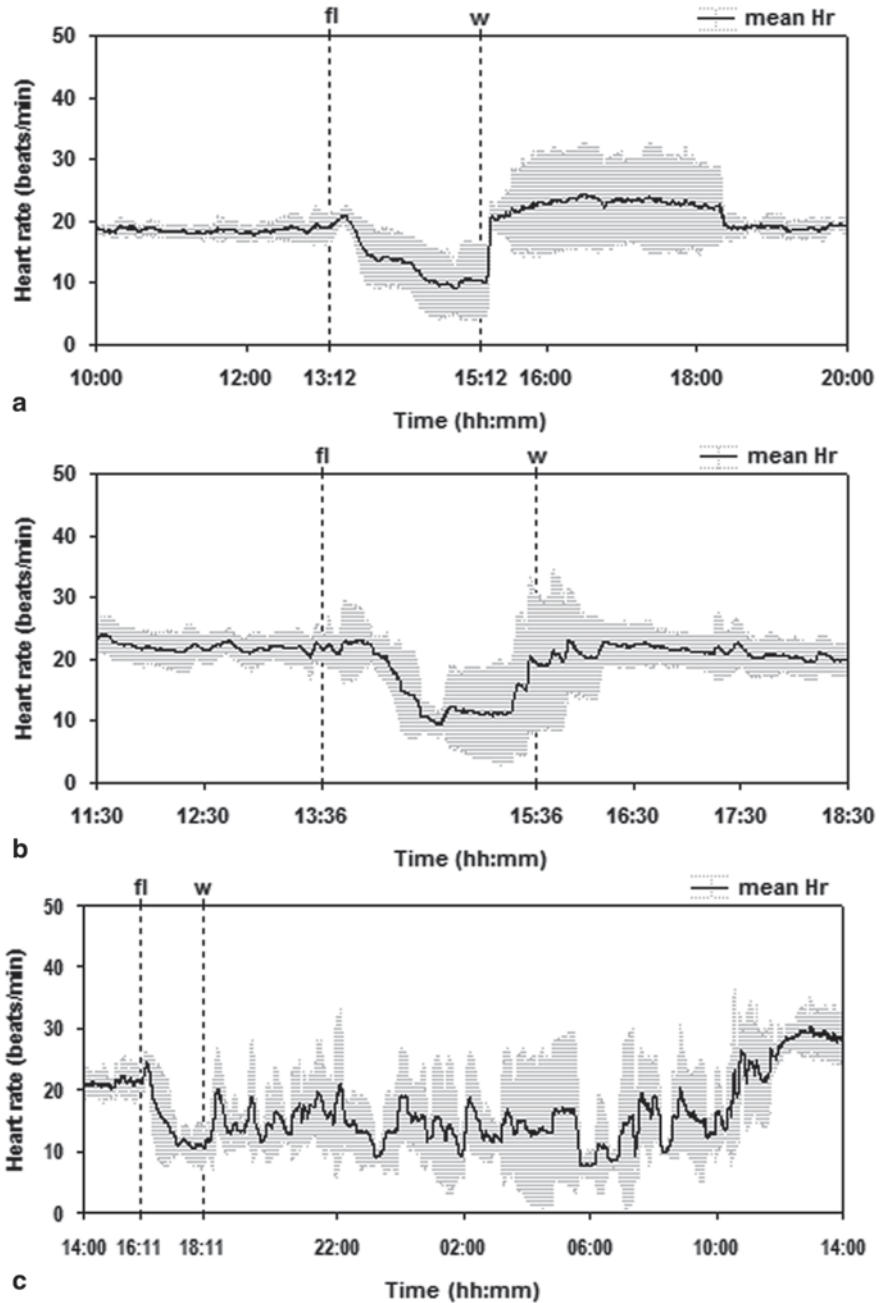 fl w mean Hr
50
40
30
20
10
0
Heart rate (beats/min)
10:00 12:00 13:12 15:12 16:00 18:00 20:00
Time (hh:mm)
a
fl w mean Hr
50
40
30
20
10
0
Heart rate (beats/min)
11:30 12:30 13:36 15:36 16:30 17:30 18:30
Time (hh:mm)
b
fl w mean Hr
50
40
30
20
10
0
Heart rate (beats/min)
14:00 16:11 18:11 22:00 02:00 06:00 10:00 14:00
Time (hh:mm)
c